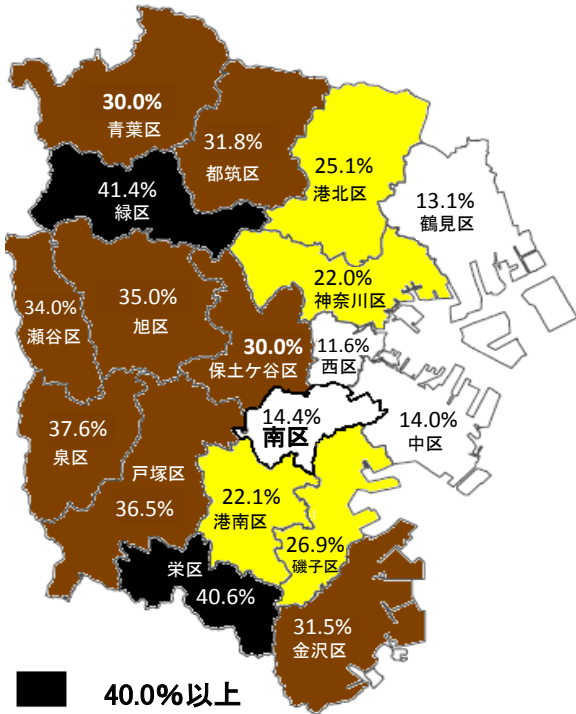 30.0%
青葉区
31.8%
都筑区
25.1%
港北区
13.1%
鶴見区
41.4%
緑区
22.0%
神奈川区
34.0%
瀬谷区
35.0%
旭区
30.0%
保土ケ谷区
11.6%
西区
14.4%
南区
14.0%
中区
37.6%
泉区
戸塚区
36.5%
22.1%
港南区
26.9%
磯子区
栄区
40.6%
31.5%
金沢区
40.0%以上